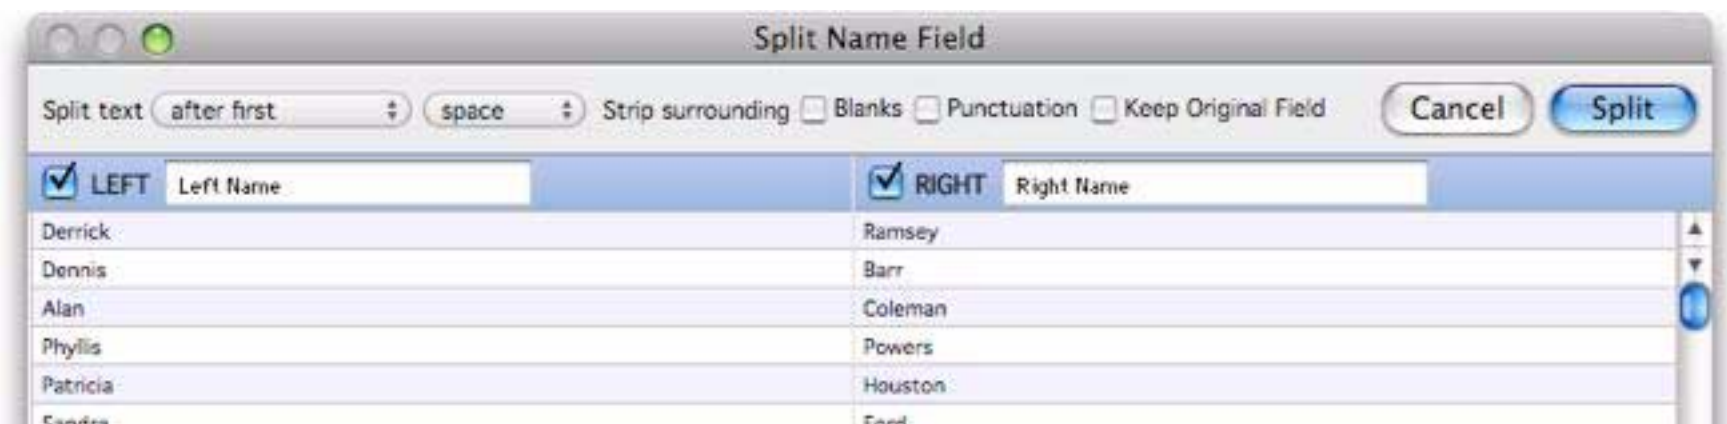 Split Name Field
Split text after first space Strip surrounding Blanks Punctuation Keep Original Field Cancel Split
LEFT Left Name RIGHT Right Name
Derrick Ramsey
Dennis Barr
Alan Coleman
Phyllis Powers
Patricia Houston